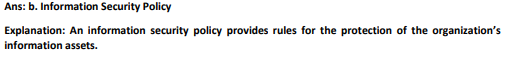 Ans: b. Information Security Policy
Explanation: An information security policy provides rules for the protection of the organization's
information assets.